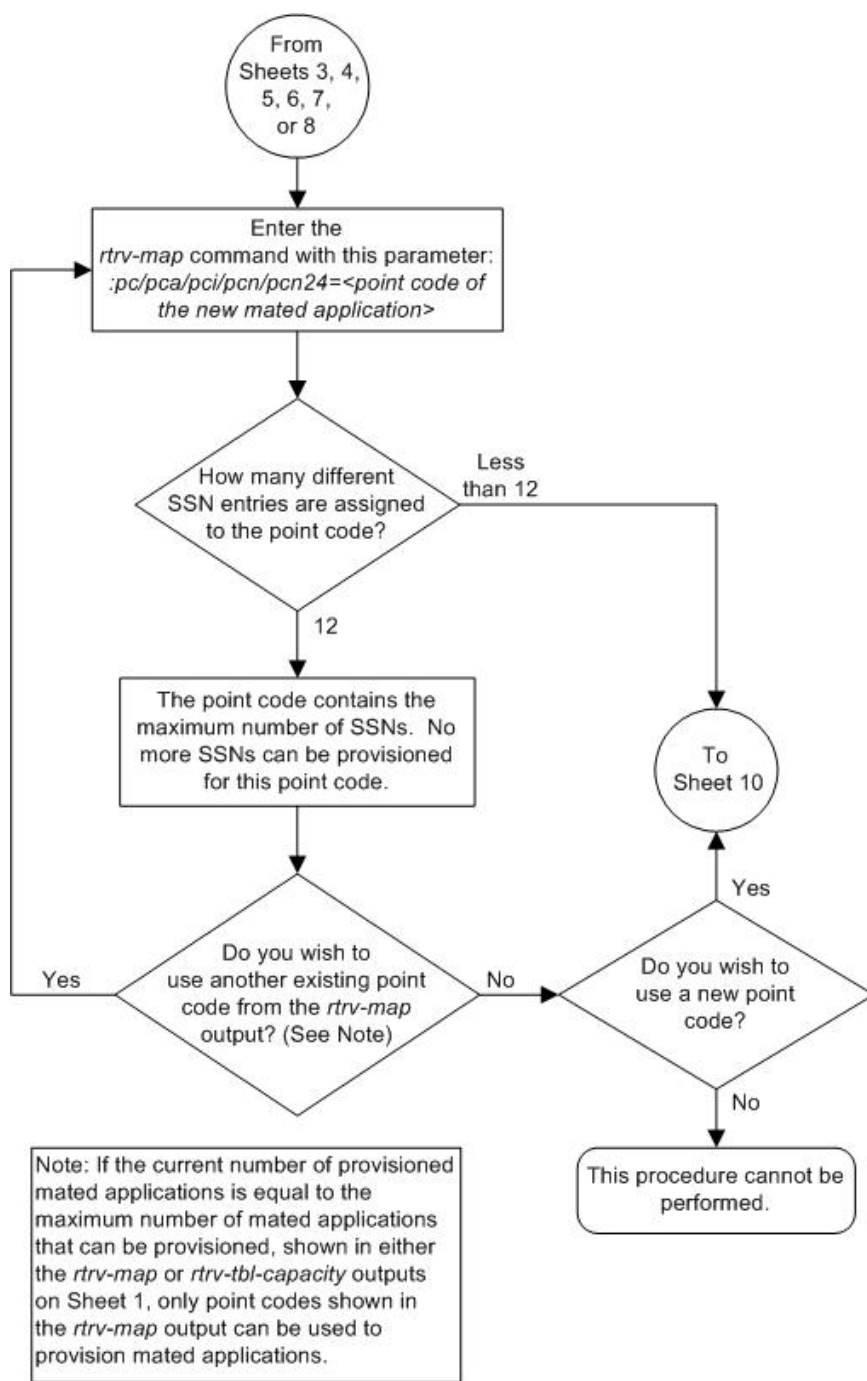 From
Sheets 3, 4,
5, 6, 7,
or 8
Enter the
rtrv-map command with this parameter:
:pc/pca/pci/pcn/pcn24=<point code of
the new mated application>
How many different
SSN entries are assigned
to the point code?
Less
than 12
12
The point code contains the
maximum number of SSNs. No
more SSNs can be provisioned
for this point code.
To
Sheet 10
Do you wish to
use another existing point
code from the rtrv-map
output? (See Note)
Yes
No
Do you wish to
use a new point
code?
Yes
No
This procedure cannot be
performed.
Note: If the current number of provisioned
mated applications is equal to the
maximum number of mated applications
that can be provisioned, shown in either
the rtrv-map or rtrv-tbl-capacity outputs
on Sheet 1, only point codes shown in
the rtrv-map output can be used to
provision mated applications.